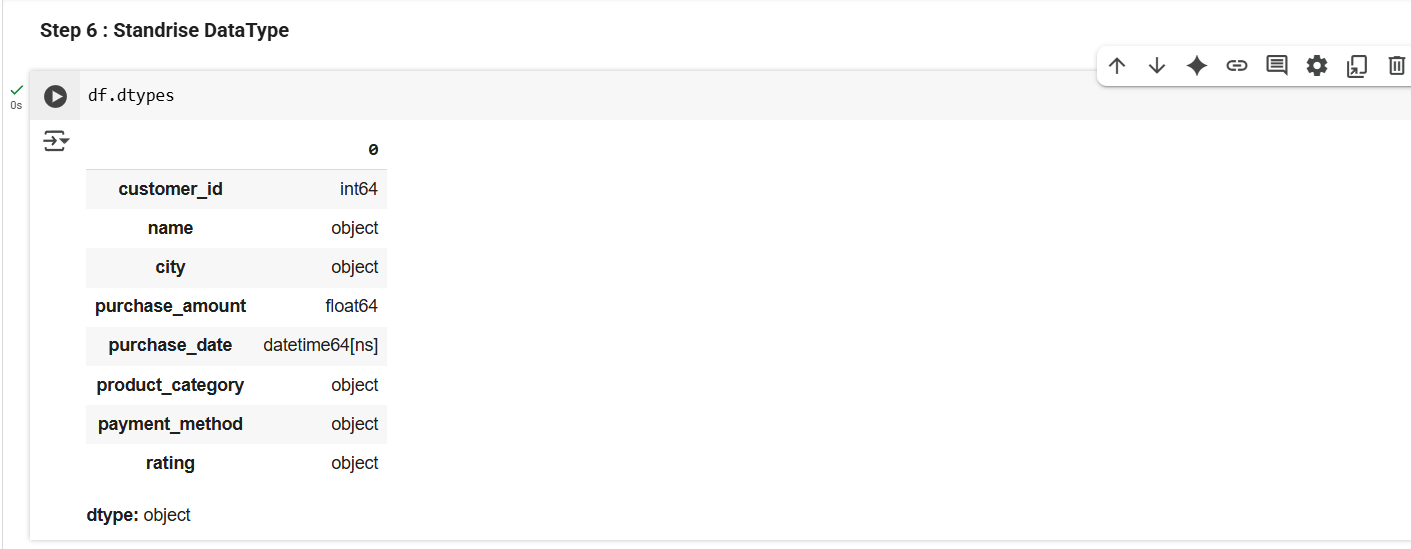 Step 6 : Standrise DataType
0s
df.dtypes
0
customer_id int64
name object
city object
purchase_amount float64
purchase_date datetime64[ns]
product_category object
payment_method object
rating object
dtype: object